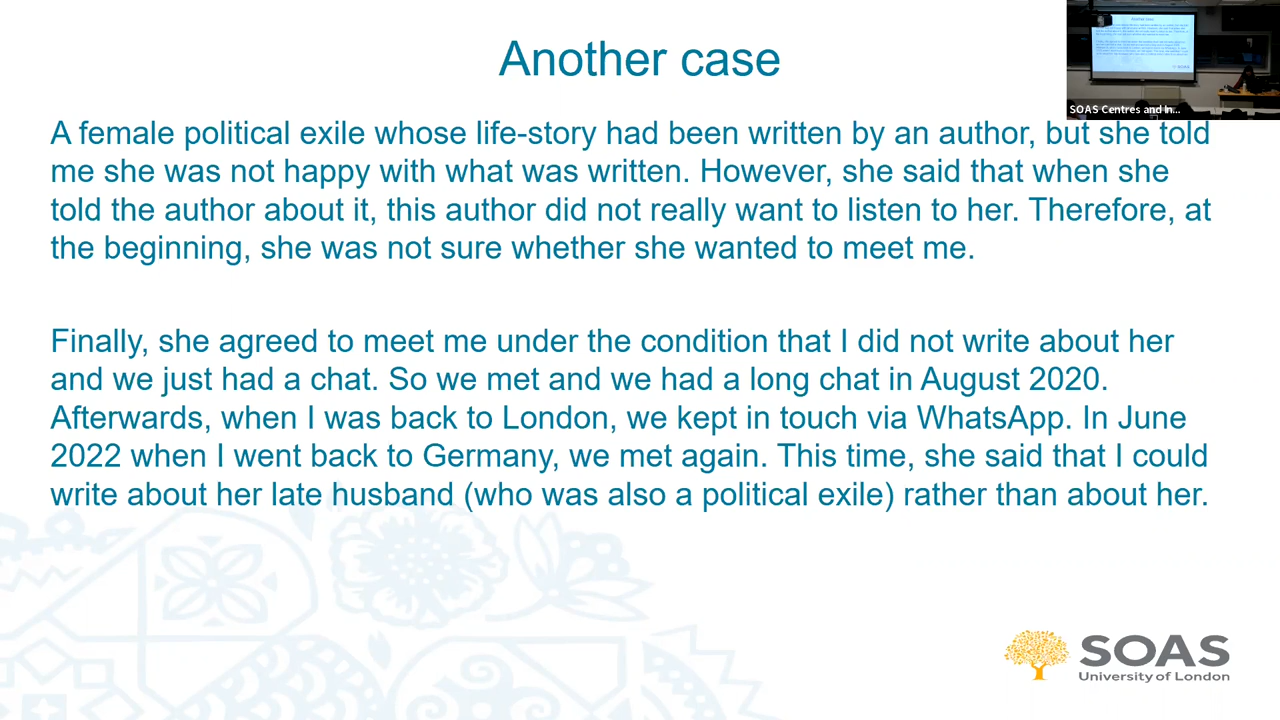 Another case
SOAS Centres and In...
A female political exile whose life-story had been written by an author, but she told
me she was not happy with what was written. However, she said that when she
told the author about it, this author did not really want to listen to her. Therefore, at
the beginning, she was not sure whether she wanted to meet me.
Finally, she agreed to meet me under the condition that I did not write about her
and we just had a chat. So we met and we had a long chat in August 2020.
Afterwards, when I was back to London, we kept in touch via WhatsApp. In June
2022 when I went back to Germany, we met again. This time, she said that I could
write about her late husband (who was also a political exile) rather than about her.
SOAS
University of London